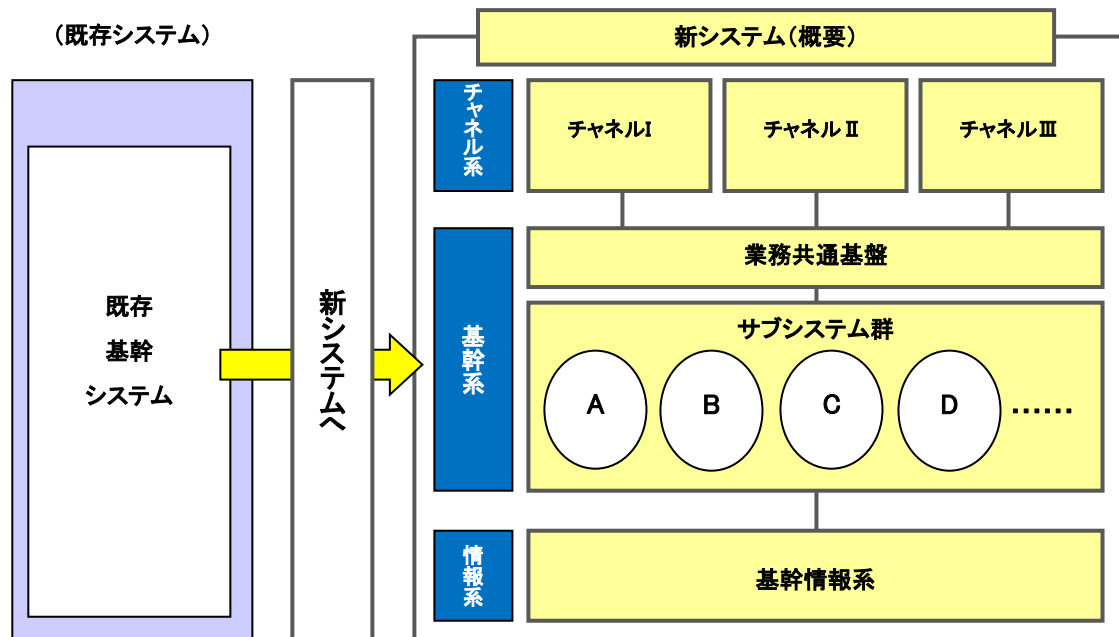 （既存システム）
既存
基幹
システム
新システムへ
新システム（概要）
チャネル系
チャネルⅠ
チャネルⅡ
チャネルⅢ
基幹系
業務共通基盤
サブシステム群
A
B
C
D
……
情報系
基幹情報系